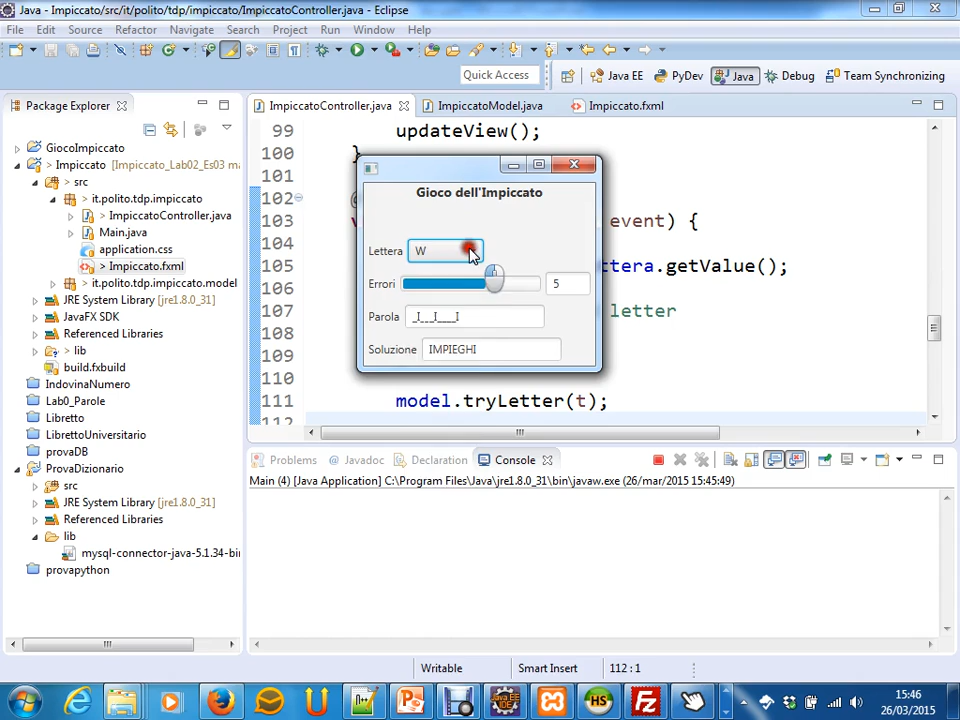 Java - Impiccato/src/it/polito/tdp/impiccato/ImpiccatoController.java - Eclipse
File Edit Source Refactor Navigate Search Project Run Window Help
Quick Access Java EE PyDev Java Debug Team Synchronizing
Package Explorer
GiocoImpiccato
> Impiccato [Impiccato_Lab02_Es03 ma
> src
> it.polito.tdp.impiccato
> ImpiccatoController.java
Main.java
application.css
> Impiccato.fxml
it.polito.tdp.impiccato.model
JRE System Library [jre1.8.0_31]
JavaFX SDK
Referenced Libraries
> lib
build.fxbuild
IndovinaNumero
Lab0_Parole
Libretto
LibrettoUniversitario
provaDB
ProvaDizionario
src
JRE System Library [jre1.8.0_31]
Referenced Libraries
lib
mysql-connector-java-5.1.34-bin
provapython
ImpiccatoController.java ImpiccatoModel.java Impiccato.fxml
99 updateView();
100 }
101
102
103 event) {
104
105 ttera.getValue();
106
107 letter
108
109
110
111 model.tryLetter(t);
112
Gioco dell'Impiccato
Lettera W
Errori 5
Parola _I___I____I
Soluzione IMPIEGHI
Problems Javadoc Declaration Console
Main (4) [Java Application] C:\Program Files\Java\jre1.8.0_31\bin\javaw.exe (26/mar/2015 15:45:49)
Writable Smart Insert 112 : 1
15:46
26/03/2015